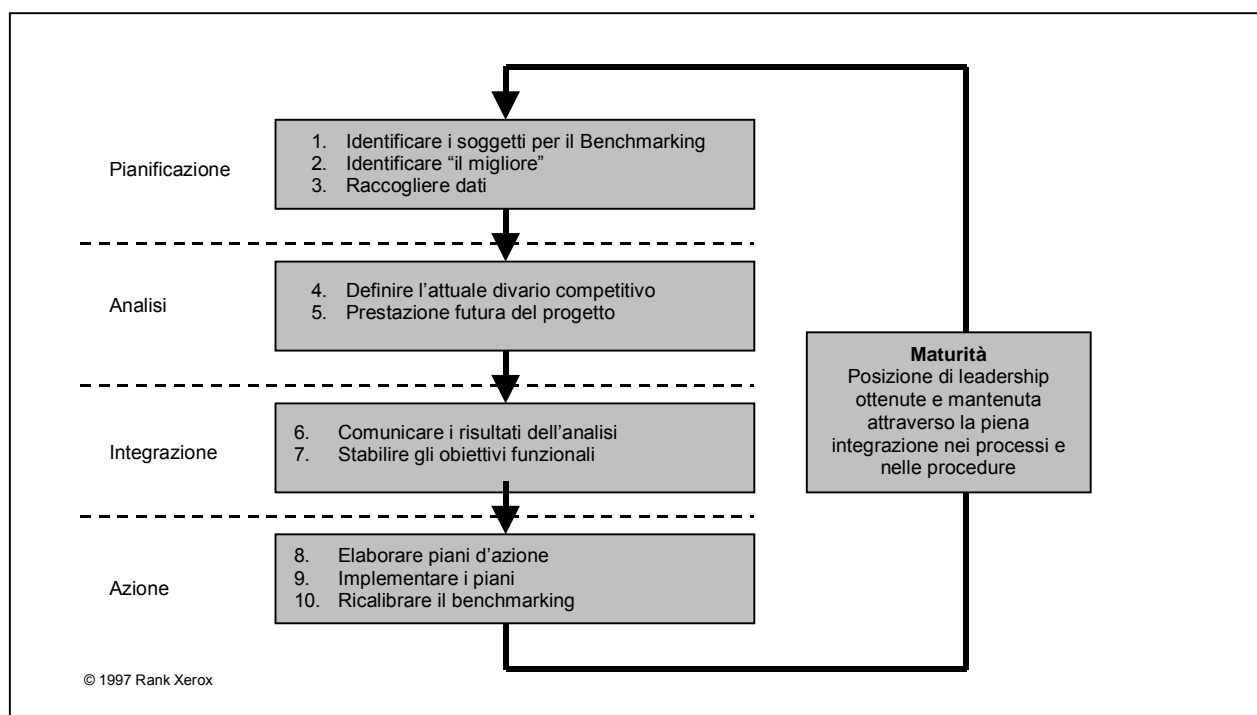 Pianificazione
1. Identificare i soggetti per il Benchmarking
2. Identificare “il migliore”
3. Raccogliere dati
Analisi
4. Definire l’attuale divario competitivo
5. Prestazione futura del progetto
Integrazione
6. Comunicare i risultati dell’analisi
7. Stabilire gli obiettivi funzionali
Azione
8. Elaborare piani d’azione
9. Implementare i piani
10. Ricalibrare il benchmarking
Maturità
Posizione di leadership
ottenute e mantenuta
attraverso la piena
integrazione nei processi e
nelle procedure
© 1997 Rank Xerox